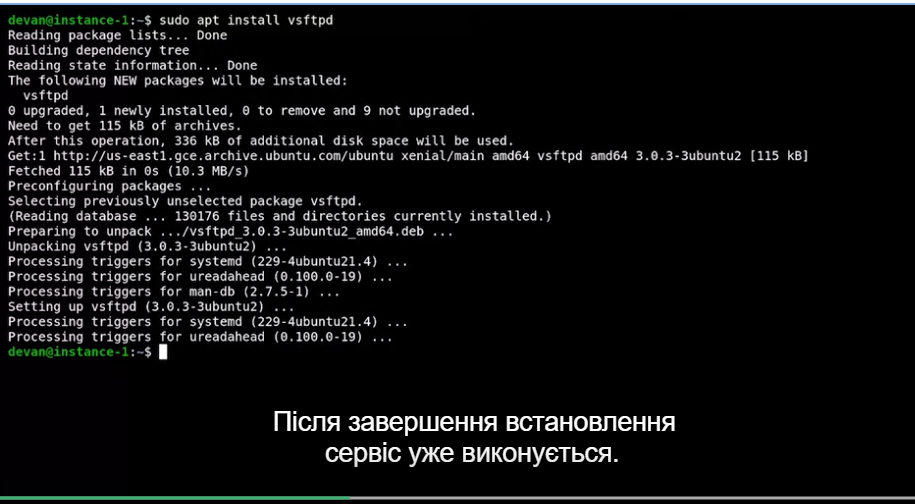 devan@instance-1:~$ sudo apt install vsftpd
Reading package lists... Done
Building dependency tree
Reading state information... Done
The following NEW packages will be installed:
  vsftpd
0 upgraded, 1 newly installed, 0 to remove and 9 not upgraded.
Need to get 115 kB of archives.
After this operation, 336 kB of additional disk space will be used.
Get:1 http://us-east1.gce.archive.ubuntu.com/ubuntu xenial/main amd64 vsftpd amd64 3.0.3-3ubuntu2 [115 kB]
Fetched 115 kB in 0s (10.3 MB/s)
Preconfiguring packages ...
Selecting previously unselected package vsftpd.
(Reading database ... 130176 files and directories currently installed.)
Preparing to unpack .../vsftpd_3.0.3-3ubuntu2_amd64.deb ...
Unpacking vsftpd (3.0.3-3ubuntu2) ...
Processing triggers for systemd (229-4ubuntu21.4) ...
Processing triggers for ureadahead (0.100.0-19) ...
Processing triggers for man-db (2.7.5-1) ...
Setting up vsftpd (3.0.3-3ubuntu2) ...
Processing triggers for systemd (229-4ubuntu21.4) ...
Processing triggers for ureadahead (0.100.0-19) ...
devan@instance-1:~$
Після завершення встановлення
сервіс уже виконується.